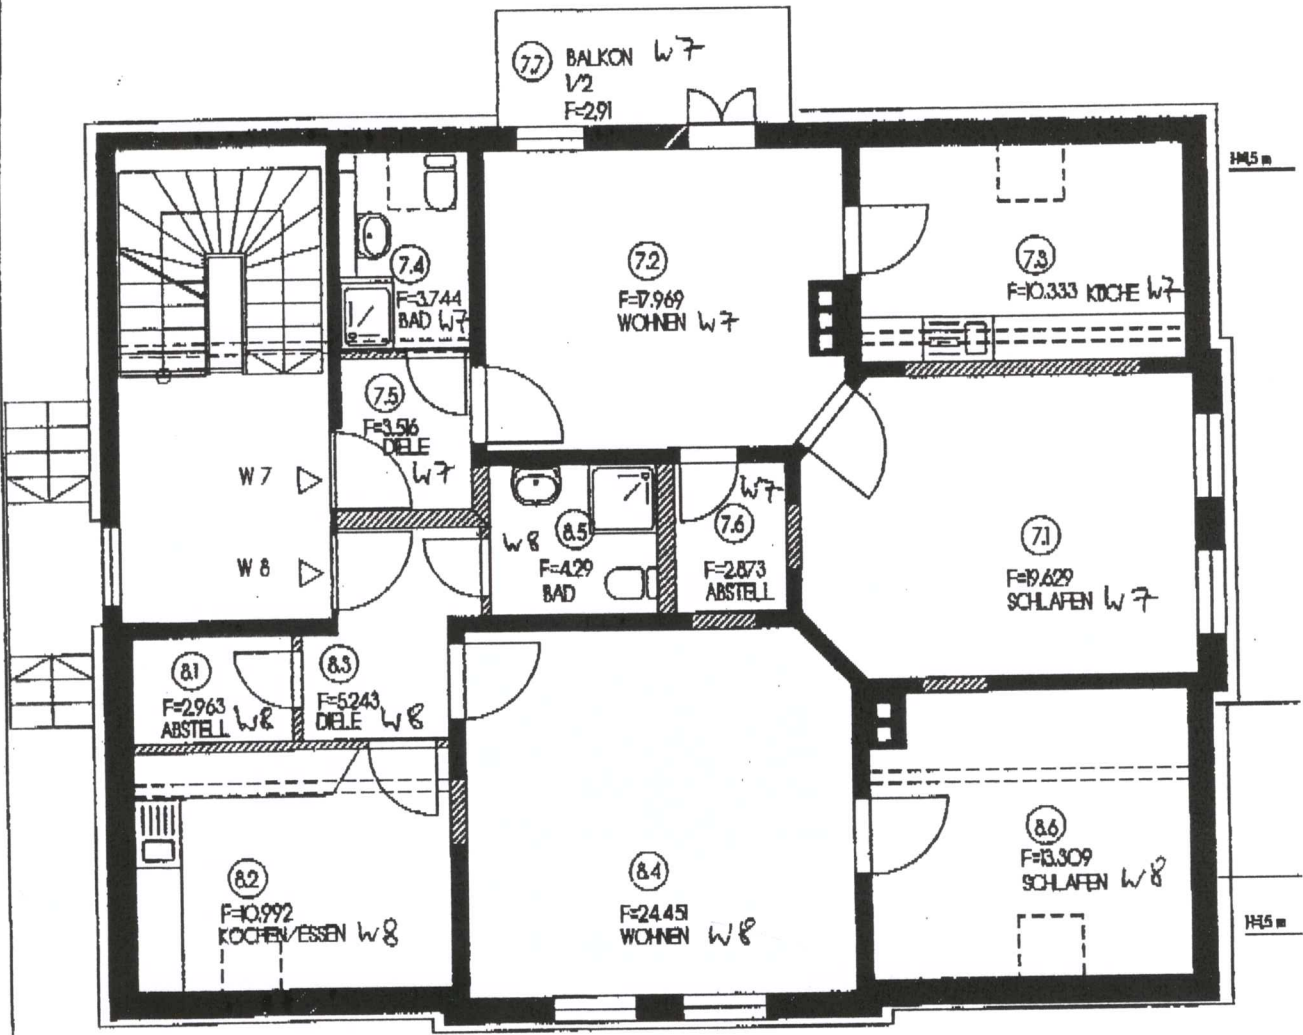 7.7 BALKON W7
1/2
F=2,91
H=1,5 m
7.4
F=3.744
BAD W7
7.2
F=17.969
WOHNEN W7
7.3
F=10.333 KÜCHE W7
7.5
F=3.516
DIELE
W7
W 7
W 8
W8
8.5
F=4.29
BAD
W7
7.6
F=2.873
ABSTELL
7.1
F=19.629
SCHLAFEN W7
8.1
F=2.963
ABSTELL W8
8.3
F=5.243
DIELE W8
8.2
F=10.992
KOCHEN/ESSEN W8
8.4
F=24.451
WOHNEN W8
8.6
F=13.309
SCHLAFEN W8
H=1,5 m